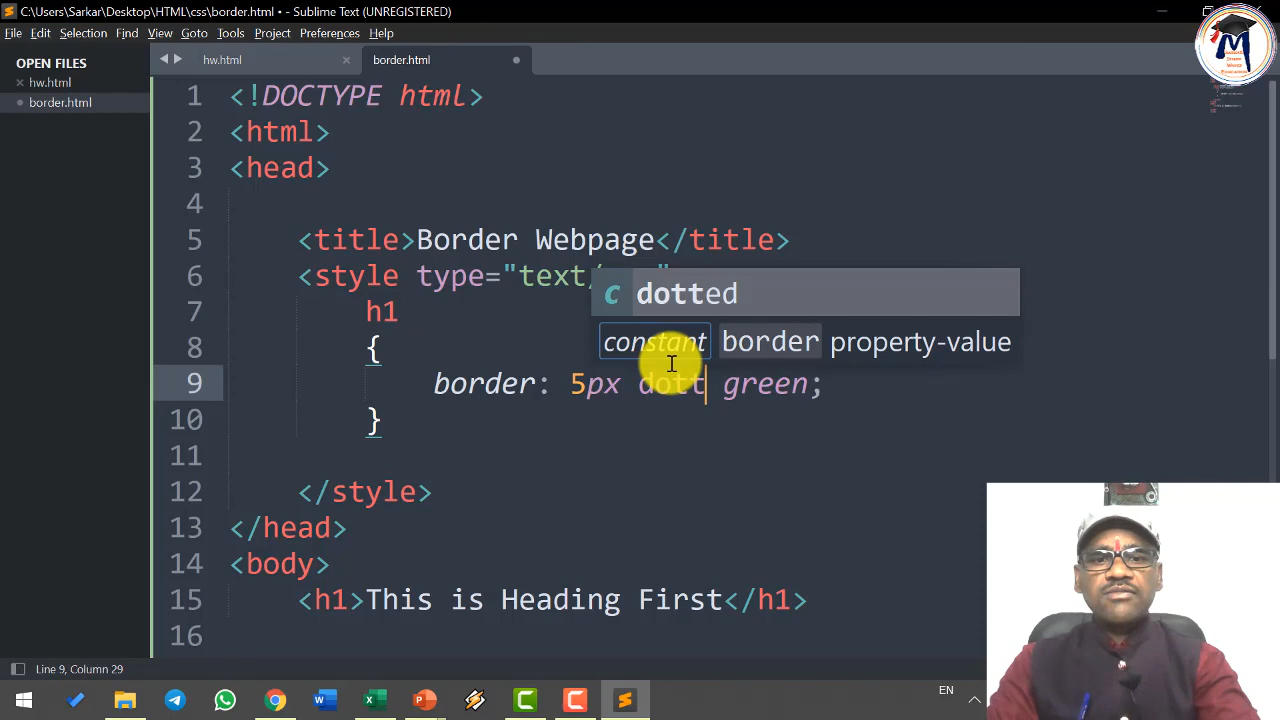 C:\Users\Sarkar\Desktop\HTML\css\border.html • - Sublime Text (UNREGISTERED)
File Edit Selection Find View Goto Tools Project Preferences Help
OPEN FILES
hw.html
border.html
hw.html
border.html
1 <!DOCTYPE html>
2 <html>
3 <head>
4
5 <title>Border Webpage</title>
6 <style type="text/
7 h1
8 {
9 border: 5px dott green;
10 }
11
12 </style>
13 </head>
14 <body>
15 <h1>This is Heading First</h1>
16
c dotted
constant border property-value
Line 9, Column 29
EN
M